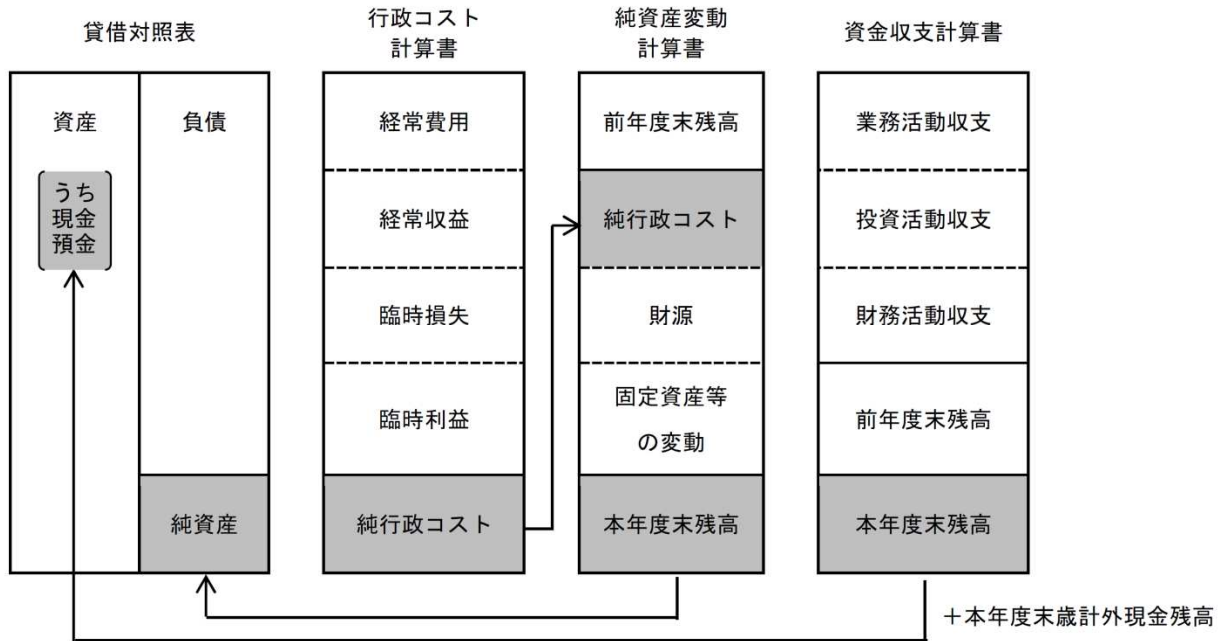 貸借対照表
行政コスト
計算書
純資産変動
計算書
資金収支計算書
資産
うち
現金
預金
負債
純資産
経常費用
経常収益
臨時損失
臨時利益
純行政コスト
前年度末残高
純行政コスト
財源
固定資産等
の変動
本年度末残高
業務活動収支
投資活動収支
財務活動収支
前年度末残高
本年度末残高
＋本年度末歳計外現金残高